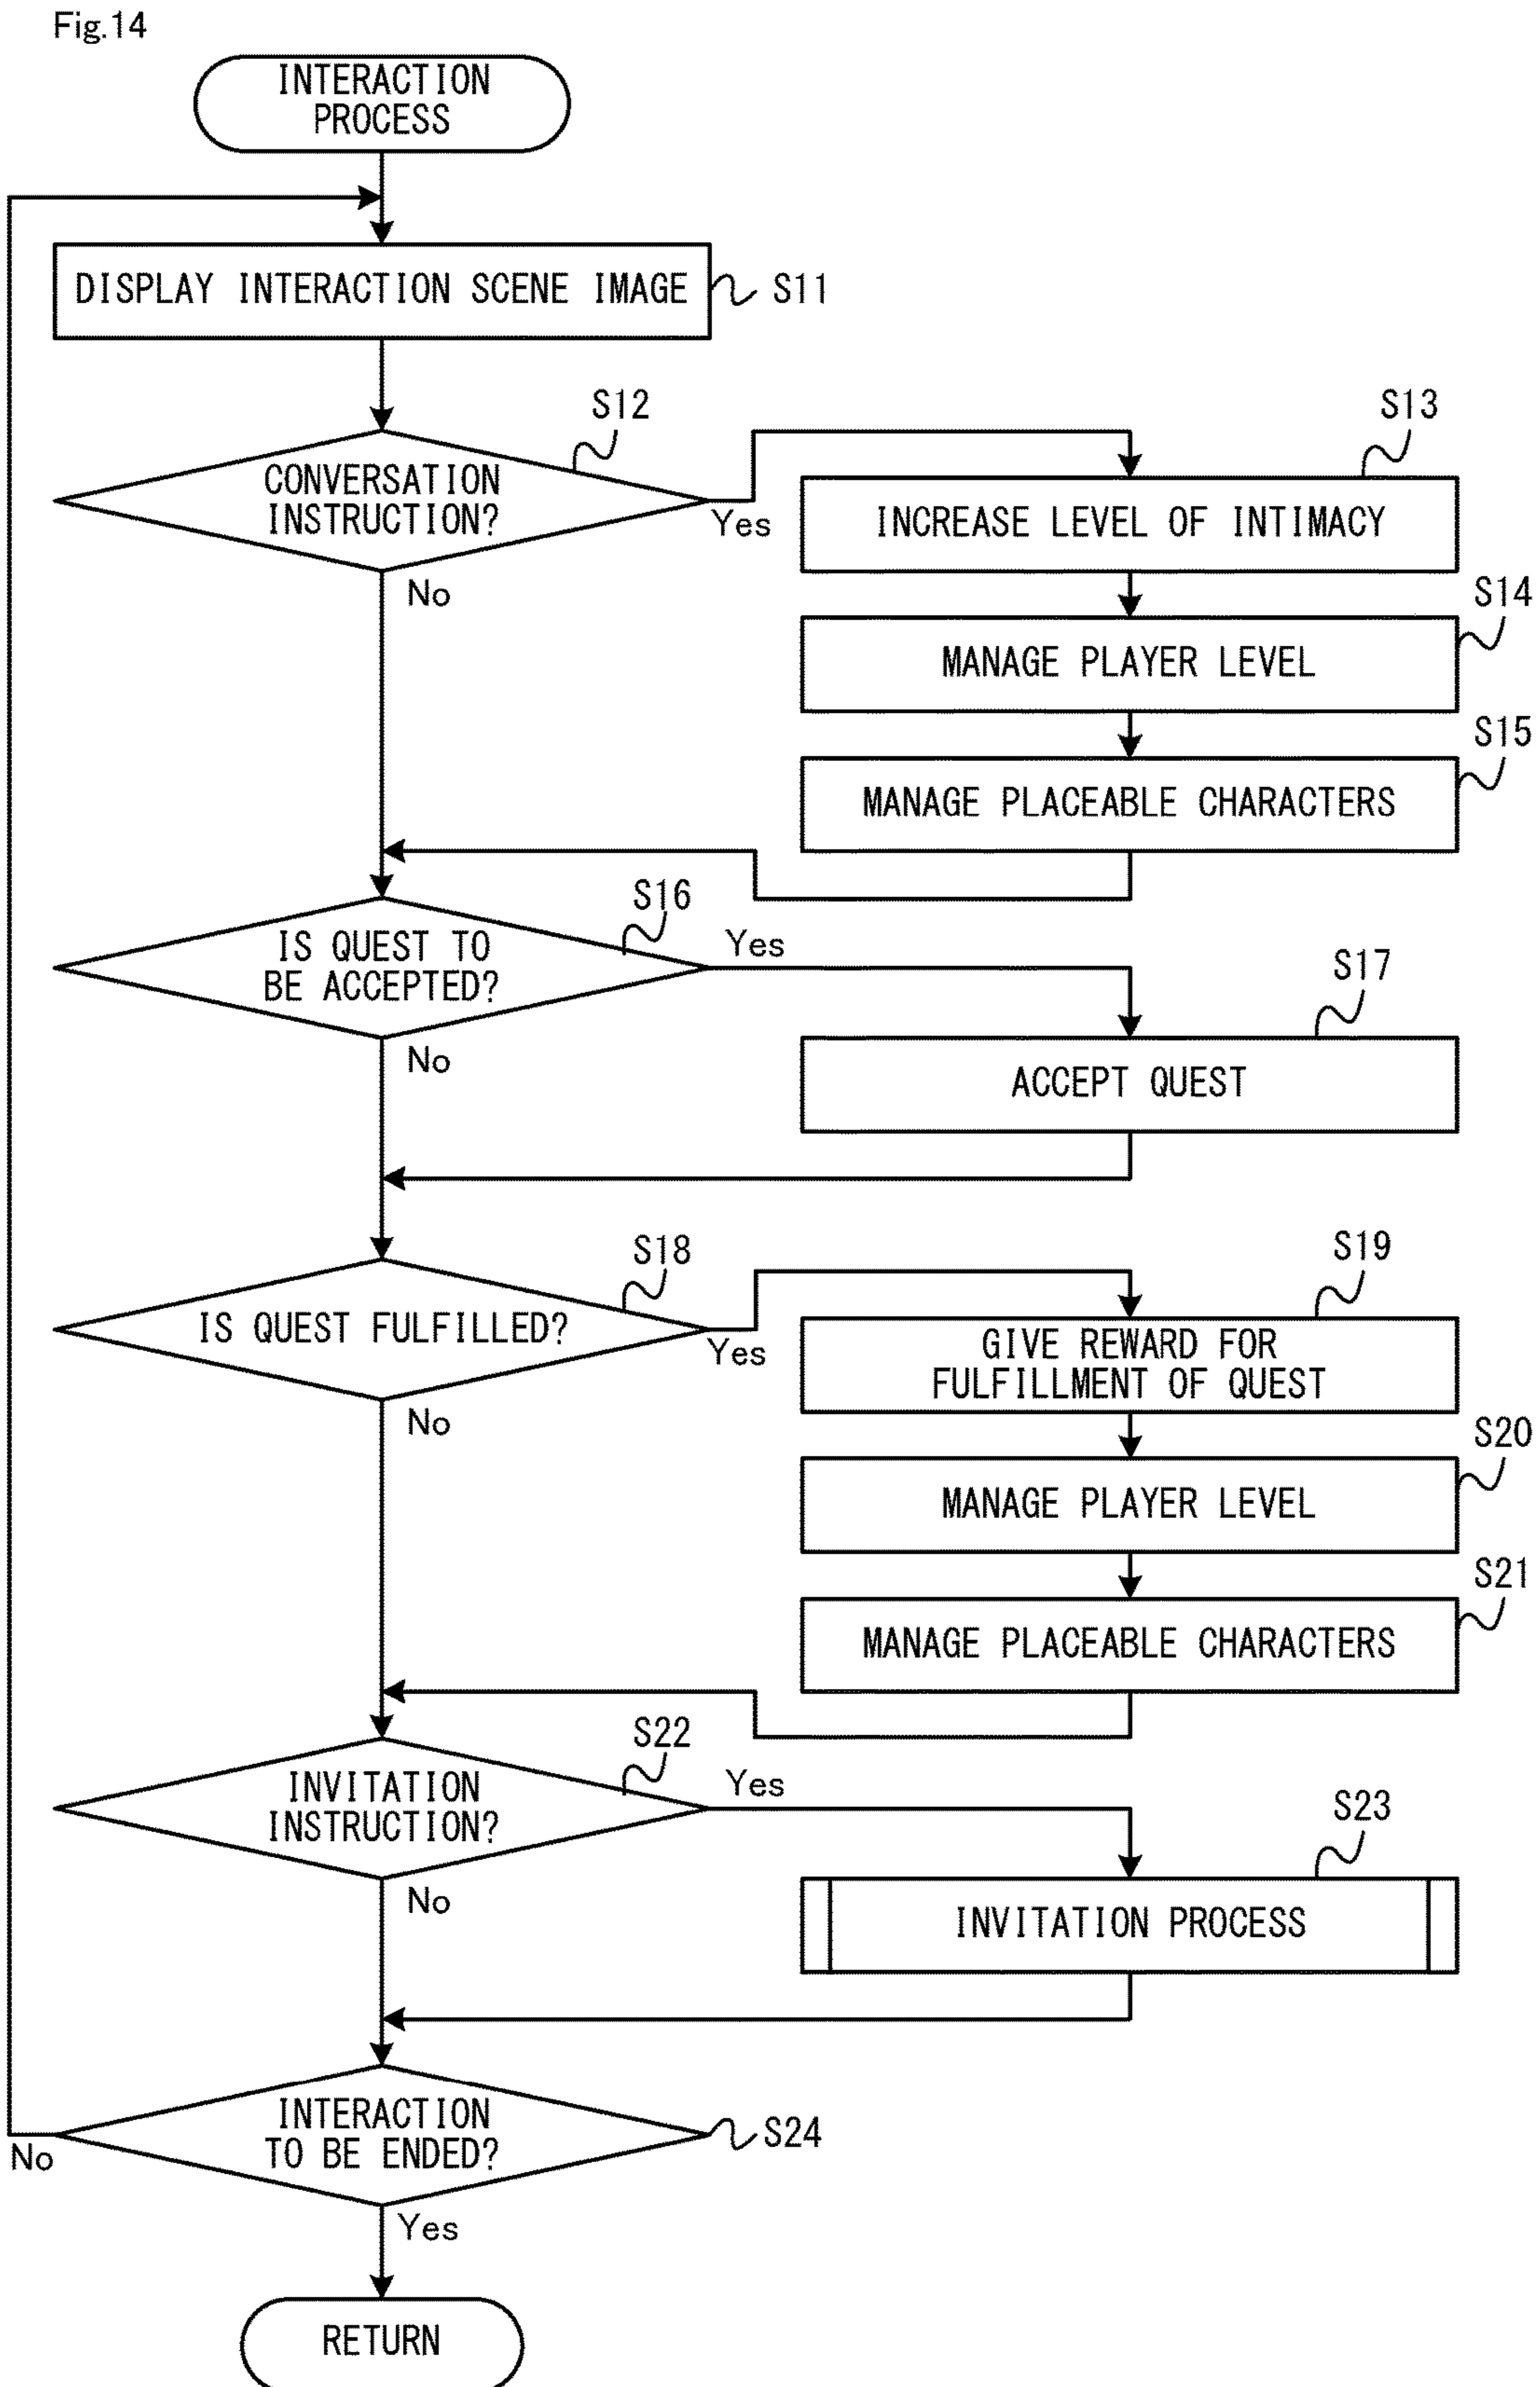 Fig.14
INTERACTION
PROCESS
DISPLAY INTERACTION SCENE IMAGE
S11
S12
CONVERSATION
INSTRUCTION?
Yes
No
S13
INCREASE LEVEL OF INTIMACY
S14
MANAGE PLAYER LEVEL
S15
MANAGE PLACEABLE CHARACTERS
S16
IS QUEST TO
BE ACCEPTED?
Yes
No
S17
ACCEPT QUEST
S18
IS QUEST FULFILLED?
Yes
No
S19
GIVE REWARD FOR
FULFILLMENT OF QUEST
S20
MANAGE PLAYER LEVEL
S21
MANAGE PLACEABLE CHARACTERS
S22
INVITATION
INSTRUCTION?
Yes
No
S23
INVITATION PROCESS
INTERACTION
TO BE ENDED?
S24
No
Yes
RETURN